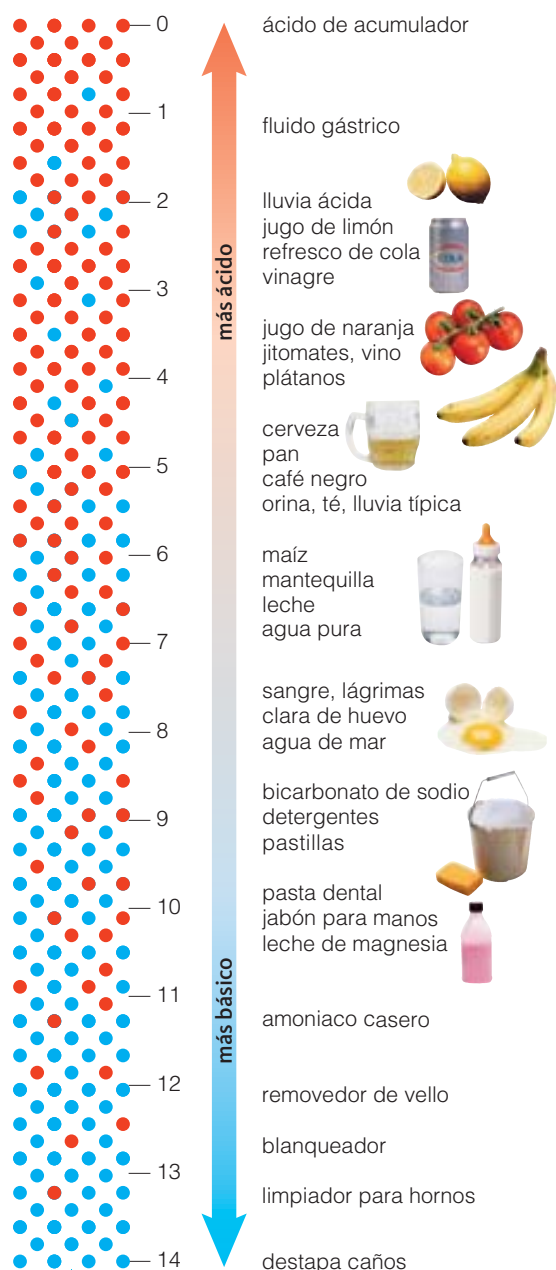 0 ácido de acumulador
1
fluido gástrico
2
lluvia ácida
jugo de limón
refresco de cola
vinagre
3
jugo de naranja
jitomates, vino
plátanos
4
cerveza
pan
café negro
orina, té, lluvia típica
5
6
maíz
mantequilla
leche
agua pura
7
sangre, lágrimas
clara de huevo
agua de mar
8
bicarbonato de sodio
detergentes
pastillas
9
pasta dental
jabón para manos
leche de magnesia
10
11
amoniaco casero
12
removedor de vello
blanqueador
13
limpiador para hornos
14 destapa caños
más ácido
más básico